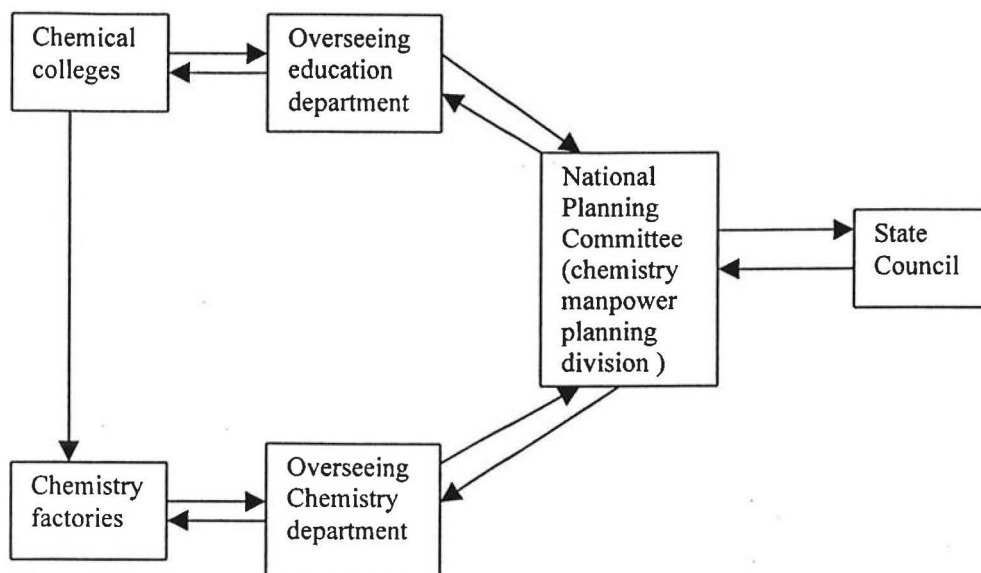 Chemical
colleges
Overseeing
education
department
National
Planning
Committee
(chemistry
manpower
planning
division )
State
Council
Chemistry
factories
Overseeing
Chemistry
department